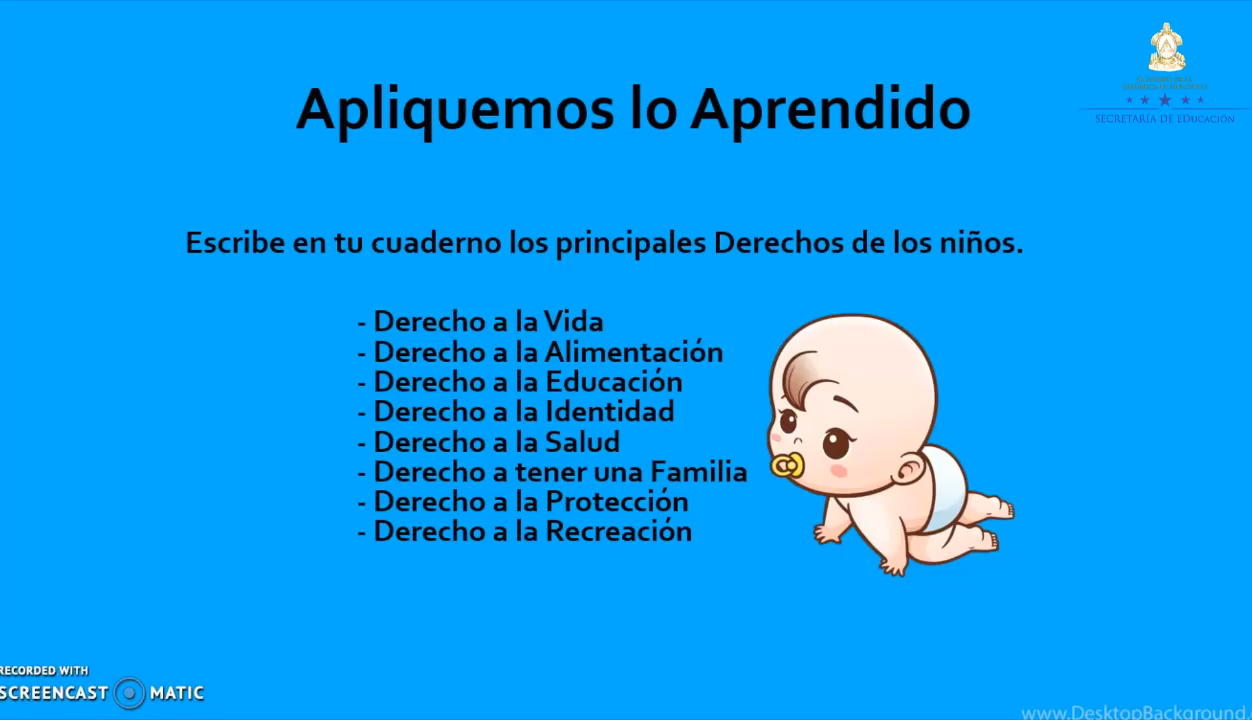 Apliquemos lo Aprendido
SECRETARÍA DE EDUCACIÓN
Escribe en tu cuaderno los principales Derechos de los niños.
- Derecho a la Vida
- Derecho a la Alimentación
- Derecho a la Educación
- Derecho a la Identidad
- Derecho a la Salud
- Derecho a tener una Familia
- Derecho a la Protección
- Derecho a la Recreación
RECORDED WITH
SCREENCAST MATIC
www.DesktopBackground.